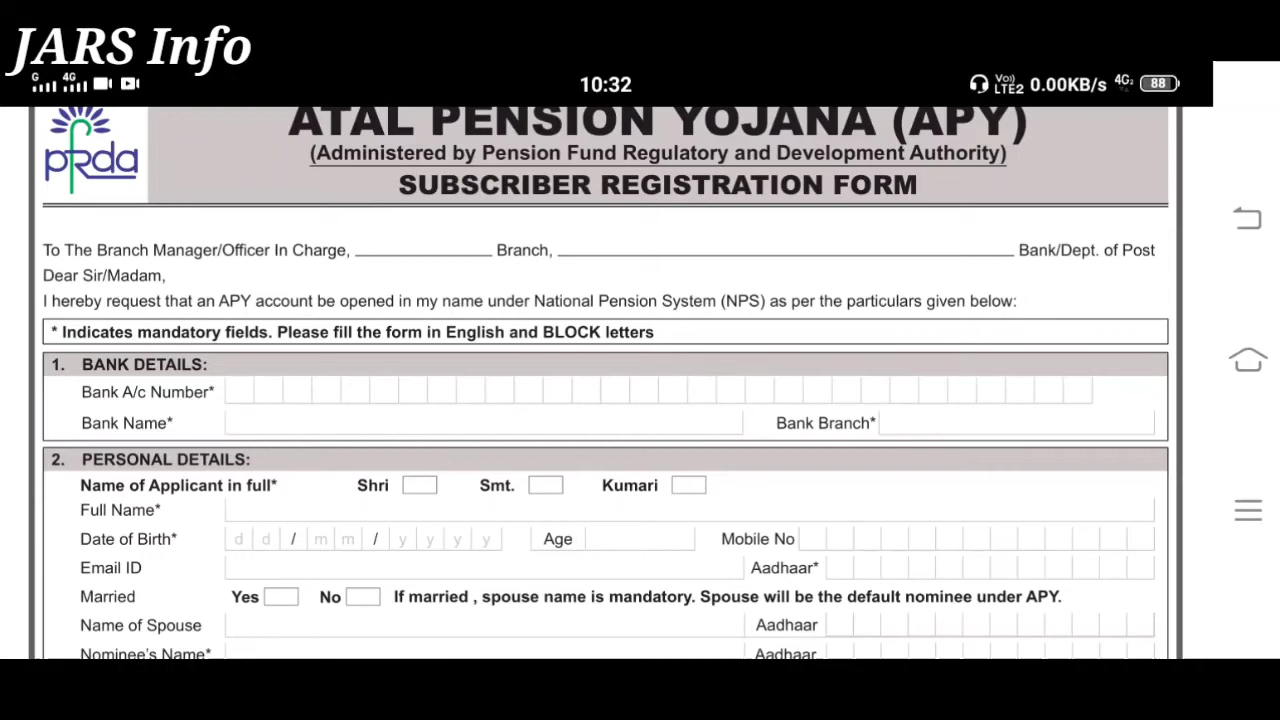 JARS Info
G 4G 10:32 Vo)) LTE2 0.00KB/s 4G2 88
ATAL PENSION YOJANA (APY)
pfrda
(Administered by Pension Fund Regulatory and Development Authority)
SUBSCRIBER REGISTRATION FORM
To The Branch Manager/Officer In Charge, ____________ Branch, ____________ Bank/Dept. of Post
Dear Sir/Madam,
I hereby request that an APY account be opened in my name under National Pension System (NPS) as per the particulars given below:
* Indicates mandatory fields. Please fill the form in English and BLOCK letters
1. BANK DETAILS:
Bank A/c Number*
Bank Name* Bank Branch*
2. PERSONAL DETAILS:
Name of Applicant in full* Shri Smt. Kumari
Full Name*
Date of Birth* d d / m m / y y y y Age Mobile No
Email ID Aadhaar*
Married Yes No If married , spouse name is mandatory. Spouse will be the default nominee under APY.
Name of Spouse Aadhaar
Nominee's Name* Aadhaar